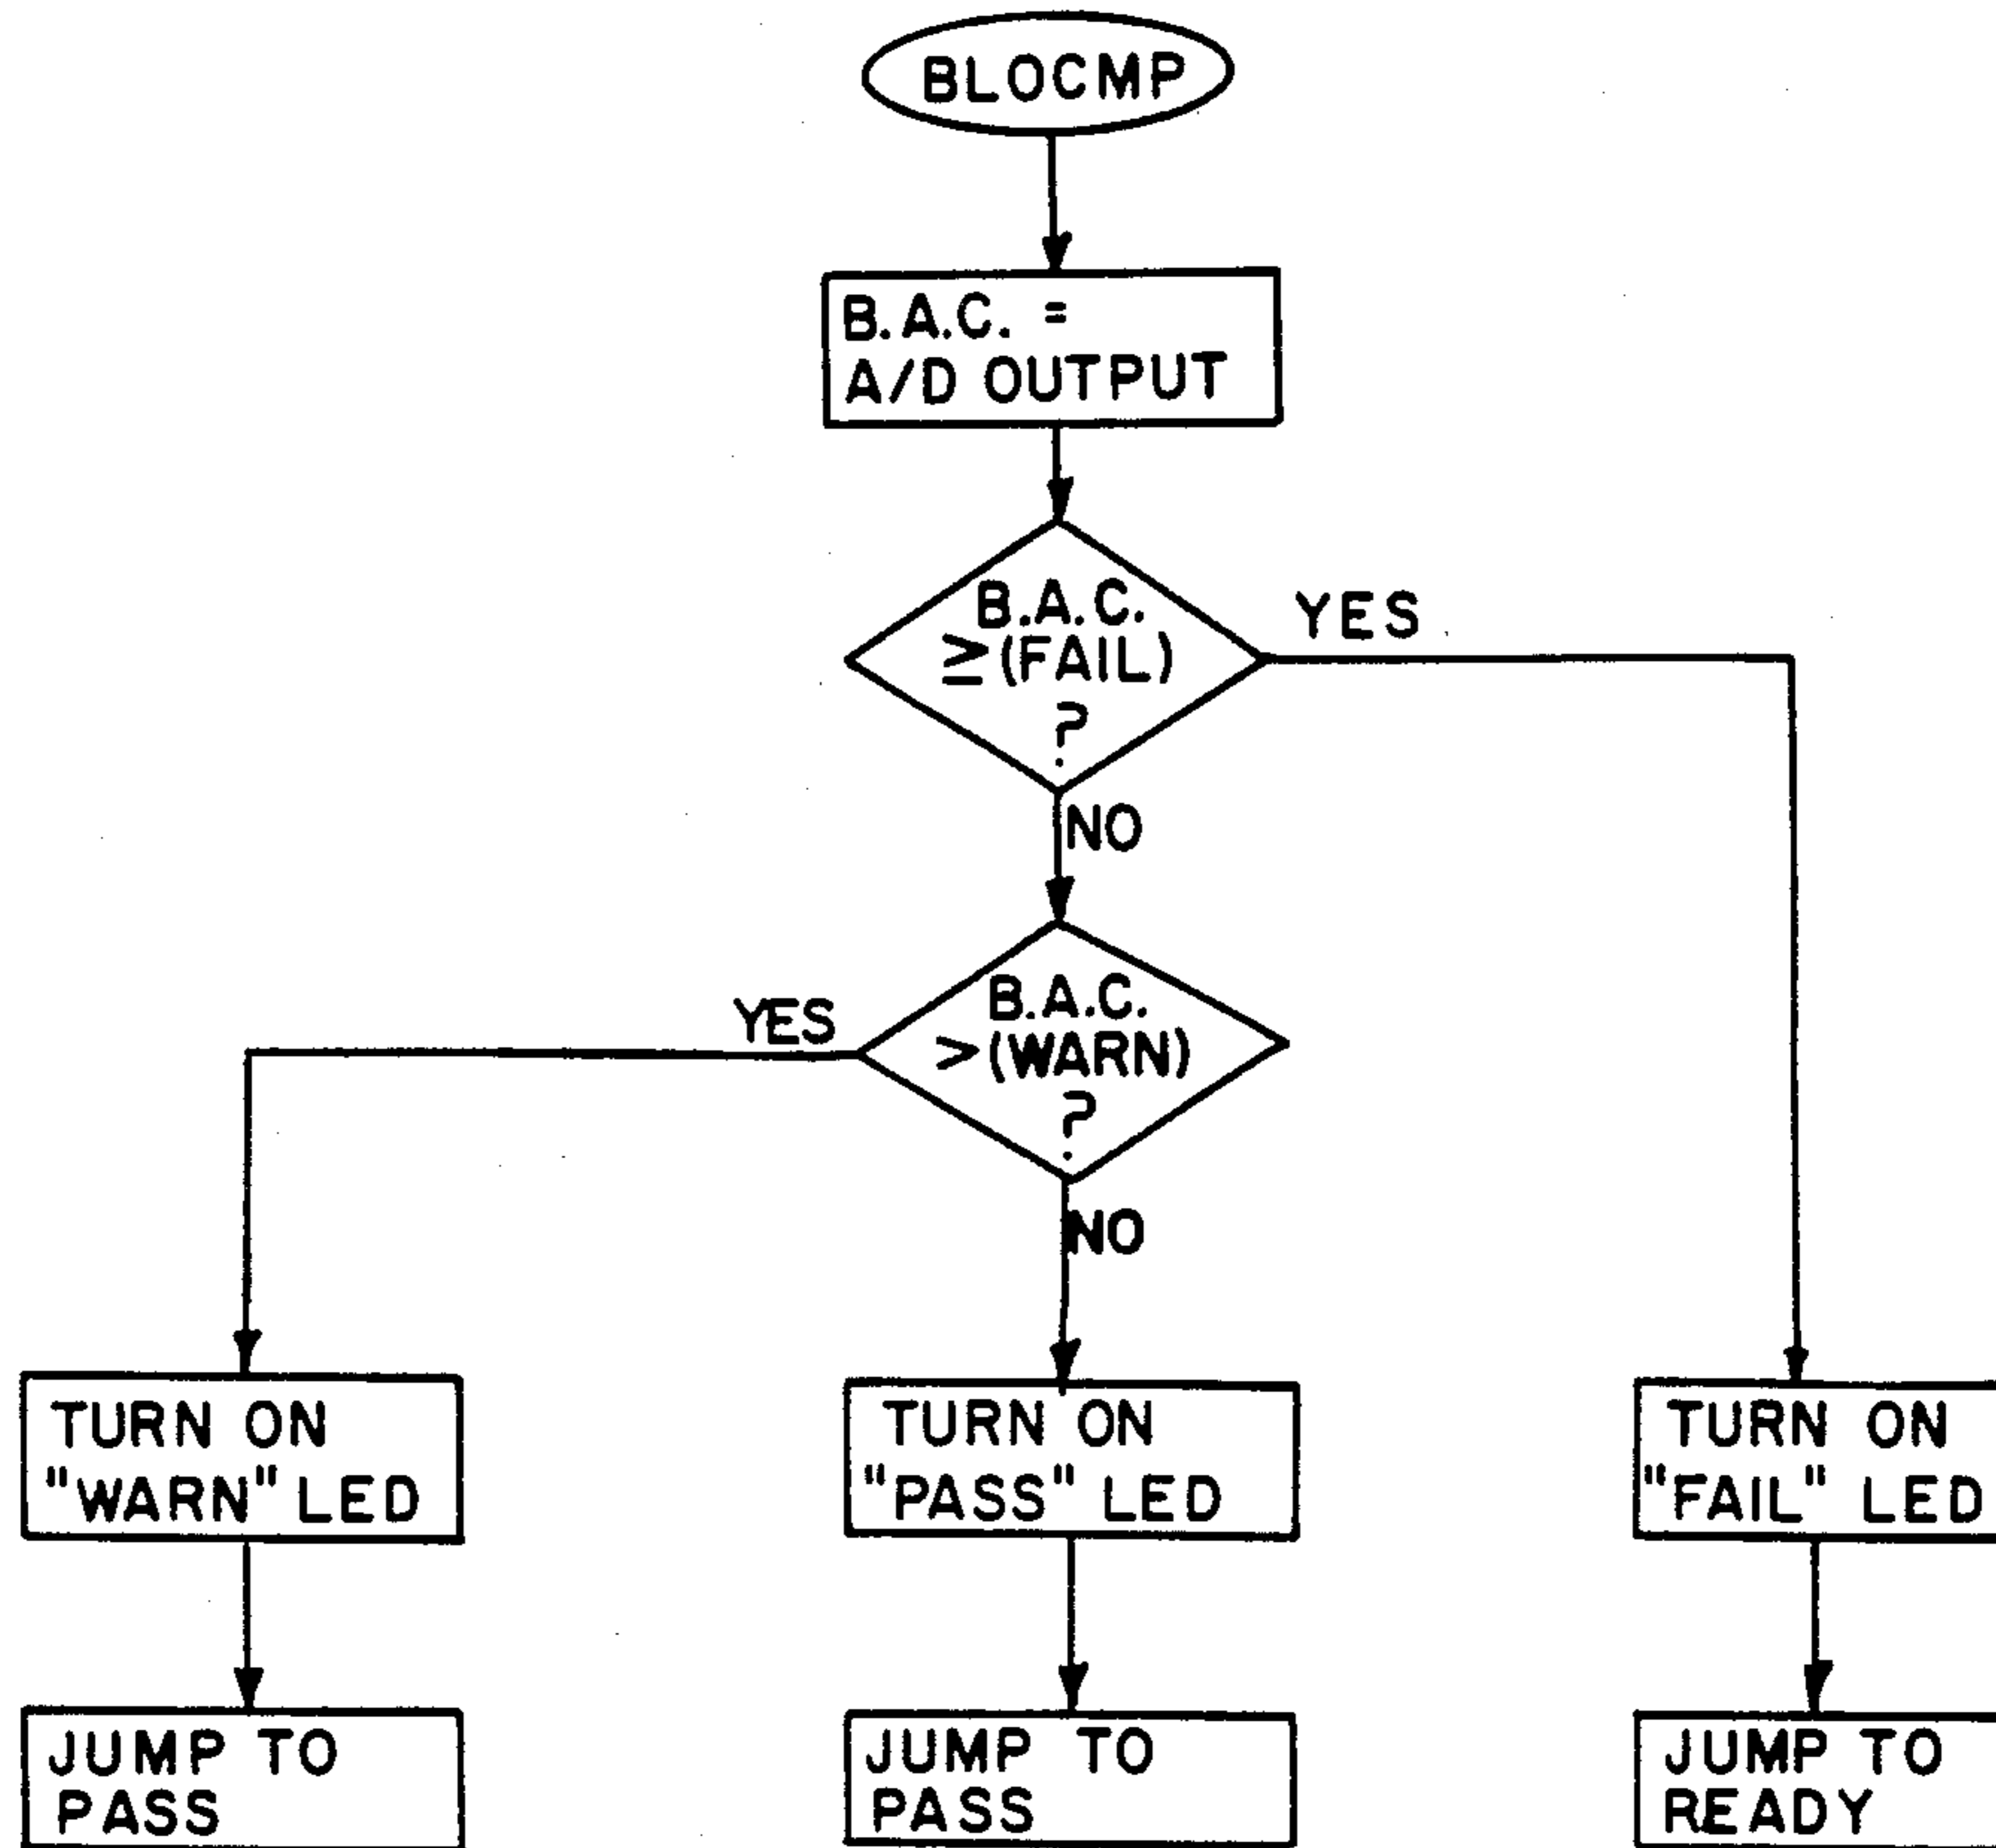 BLOCMP
B.A.C. =
A/D OUTPUT
B.A.C.
≥(FAIL)
?
YES
NO
B.A.C.
>(WARN)
?
YES
NO
TURN ON
"WARN" LED
TURN ON
"PASS" LED
TURN ON
"FAIL" LED
JUMP TO
PASS
JUMP TO
PASS
JUMP TO
READY